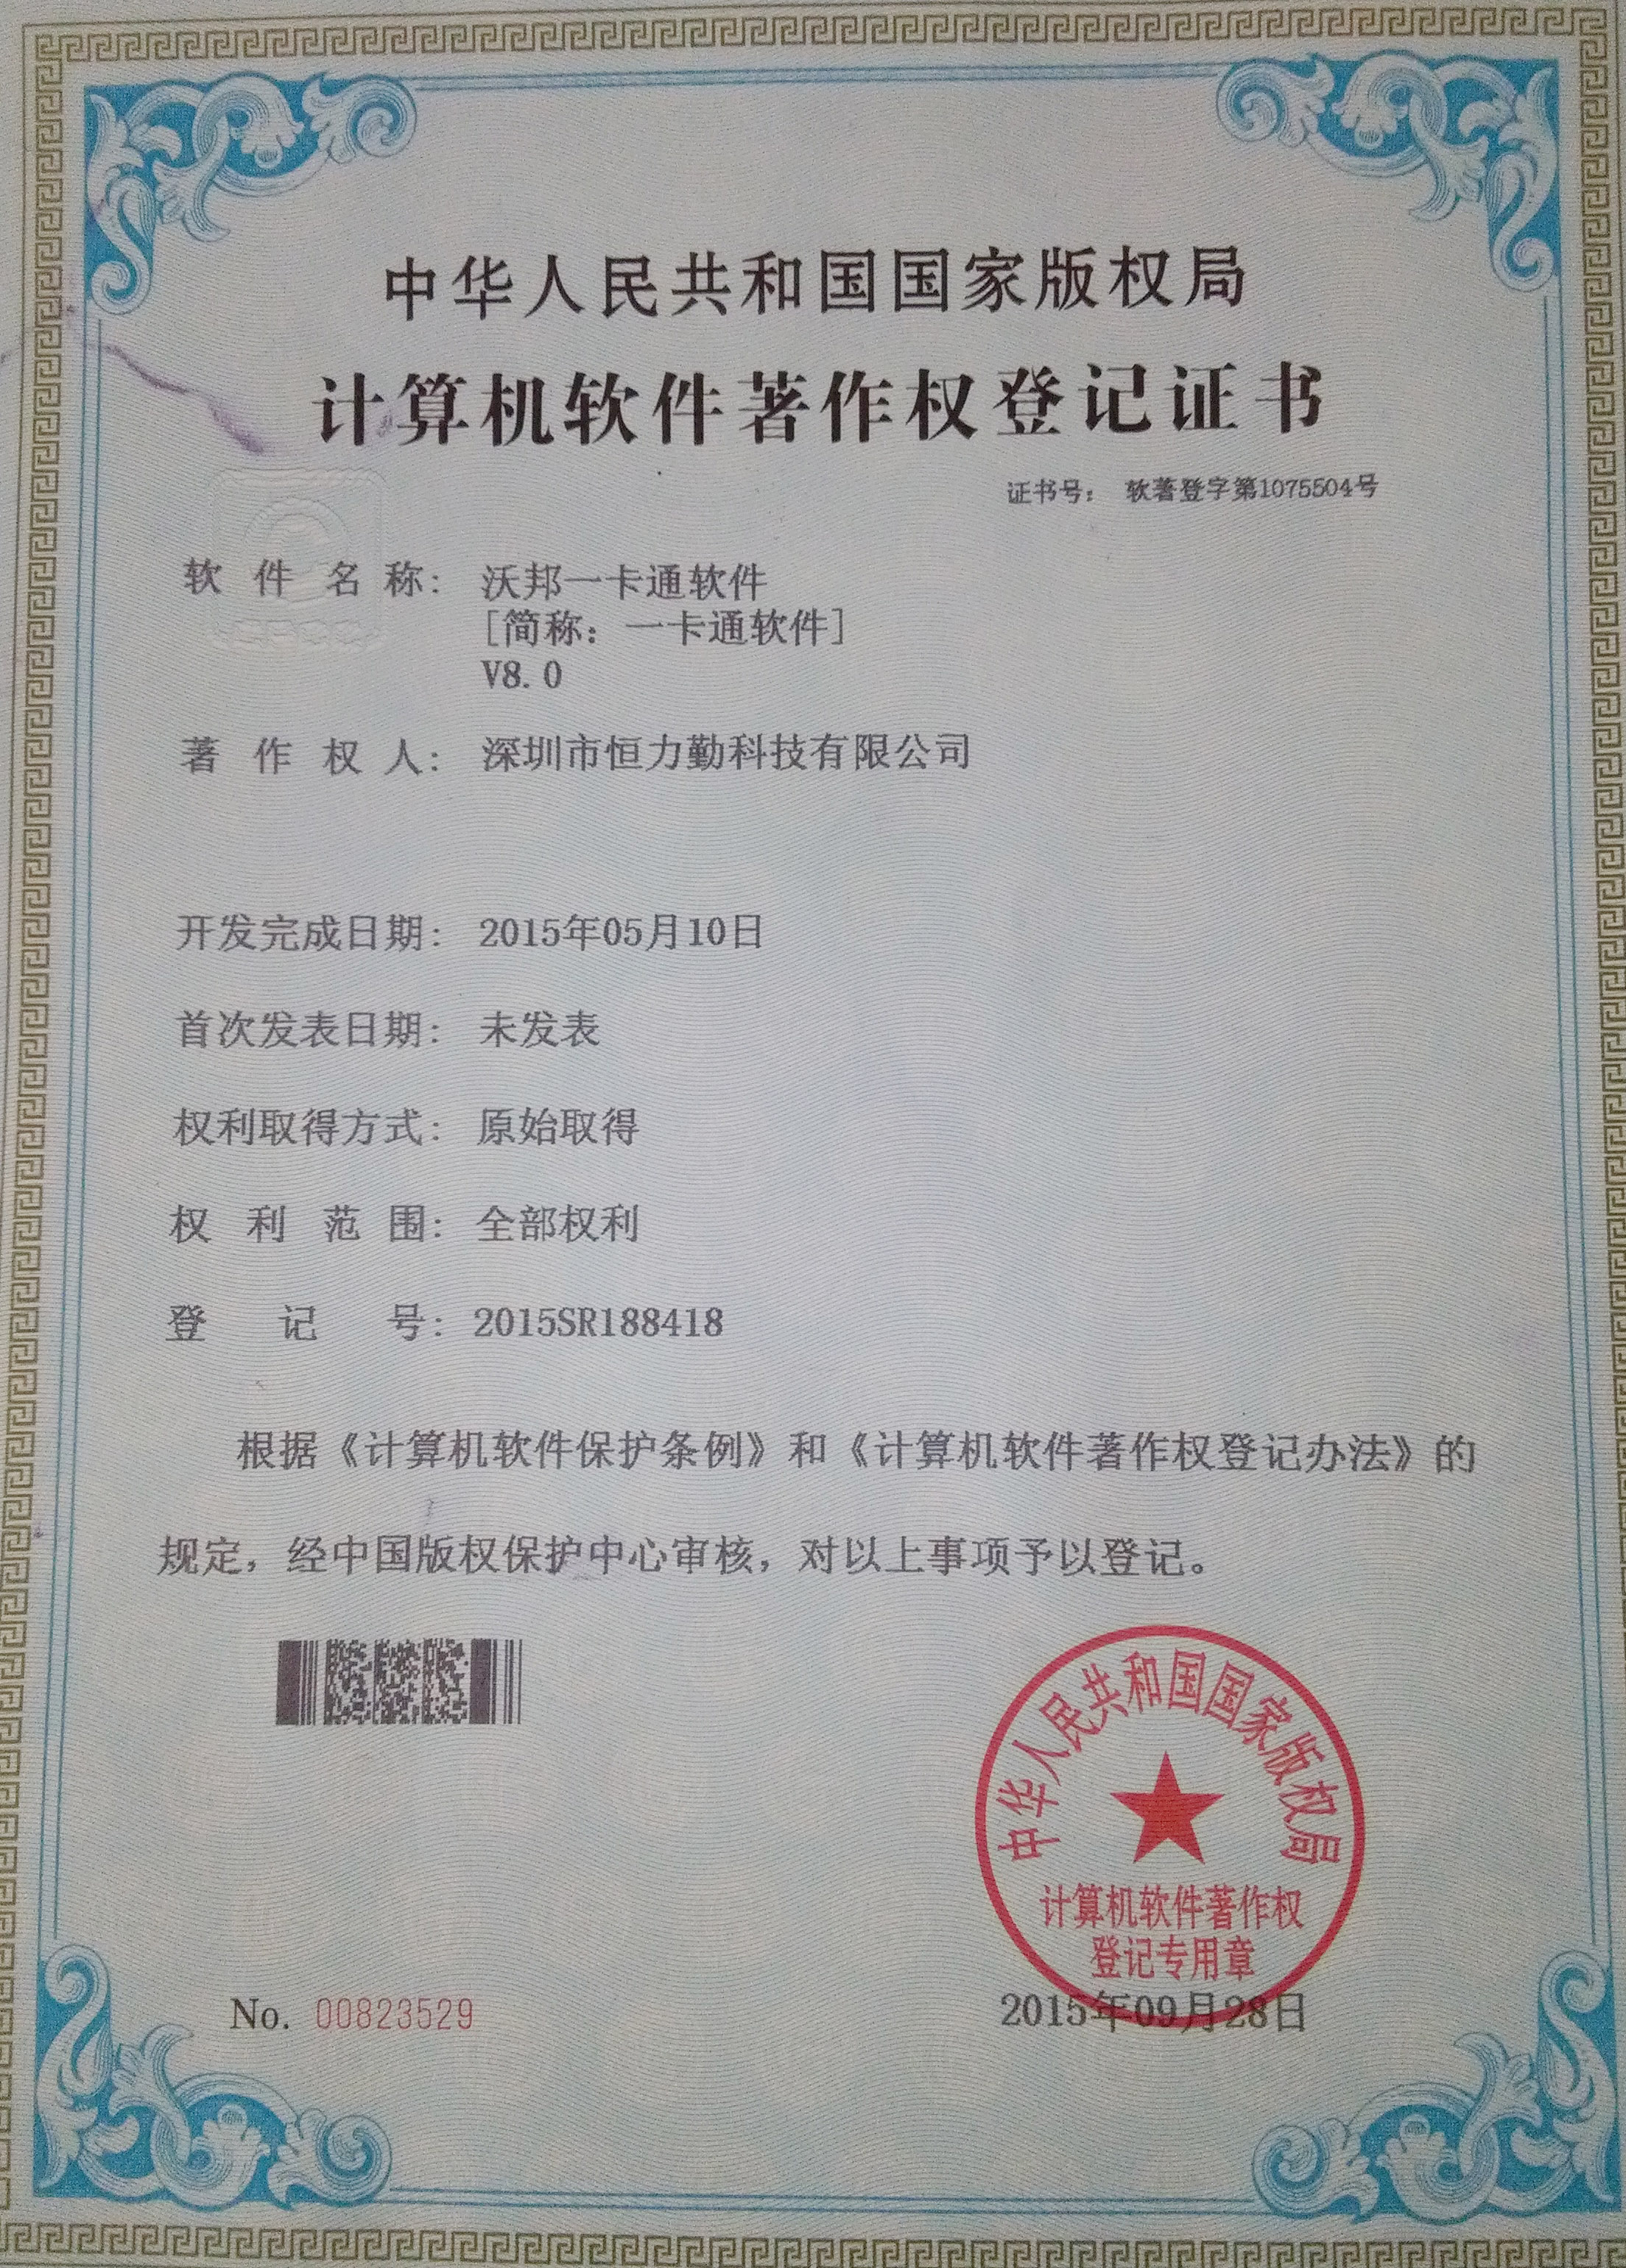 中华人民共和国国家版权局
计算机软件著作权登记证书
证书号： 软著登字第1075504号
软件名称： 沃邦一卡通软件
[简称：一卡通软件]
V8.0
著作权人： 深圳市恒力勤科技有限公司
开发完成日期： 2015年05月10日
首次发表日期： 未发表
权利取得方式： 原始取得
权利范围： 全部权利
登记号： 2015SR188418
根据《计算机软件保护条例》和《计算机软件著作权登记办法》的
规定，经中国版权保护中心审核，对以上事项予以登记。
中华人民共和国国家版权局
计算机软件著作权
登记专用章
No. 00823529
2015年09月28日